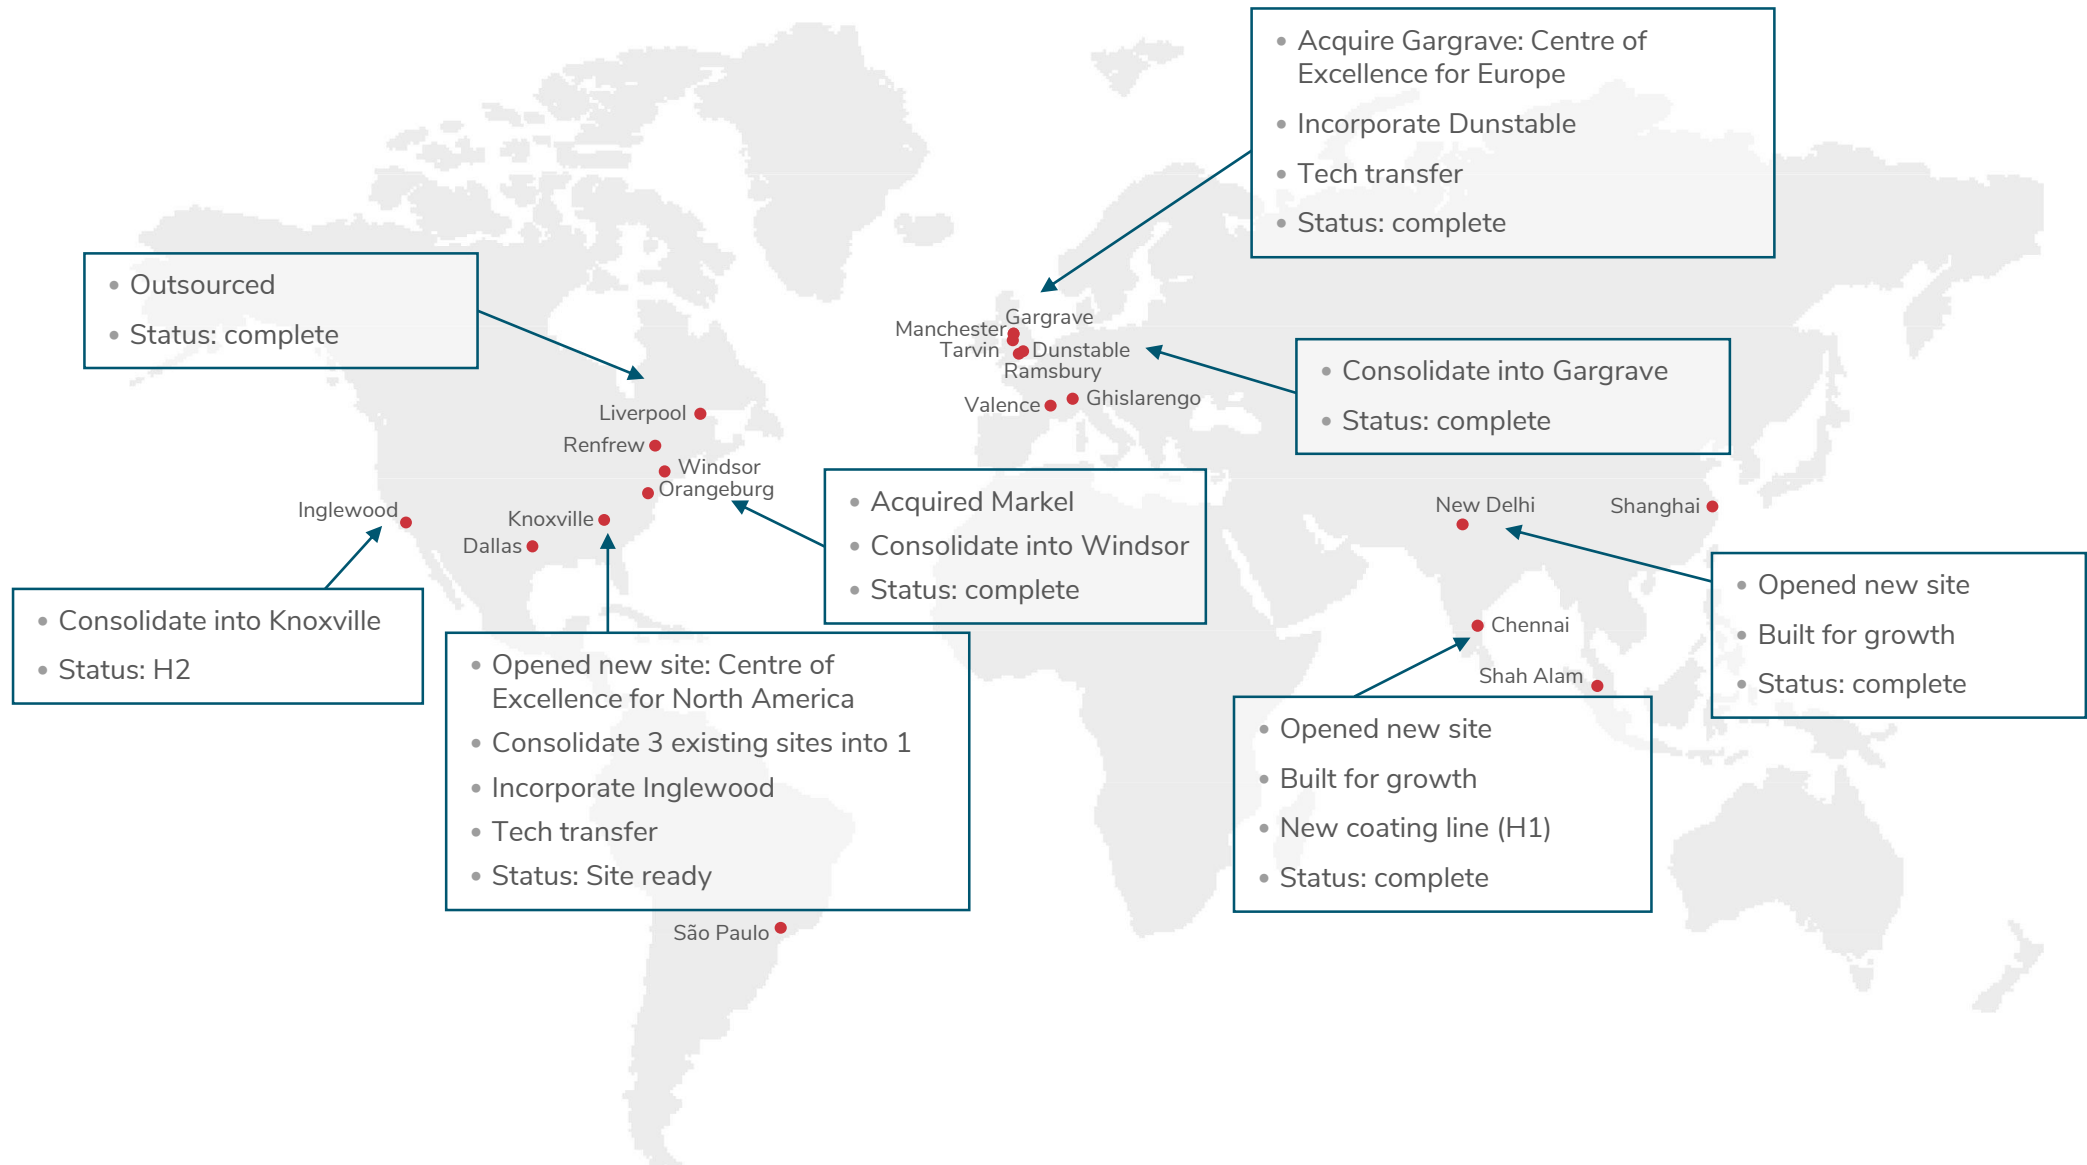 • Acquire Gargrave: Centre of
Excellence for Europe
• Incorporate Dunstable
• Tech transfer
• Status: complete
• Outsourced
• Status: complete
Gargrave
Manchester
Tarvin
Dunstable
Ramsbury
Valence
Ghislarengo
• Consolidate into Gargrave
• Status: complete
Liverpool
Renfrew
Windsor
Orangeburg
Inglewood
Knoxville
Dallas
• Acquired Markel
• Consolidate into Windsor
• Status: complete
New Delhi
Shanghai
• Opened new site
• Built for growth
• Status: complete
• Consolidate into Knoxville
• Status: H2
Chennai
Shah Alam
• Opened new site: Centre of
Excellence for North America
• Consolidate 3 existing sites into 1
• Incorporate Inglewood
• Tech transfer
• Status: Site ready
• Opened new site
• Built for growth
• New coating line (H1)
• Status: complete
São Paulo